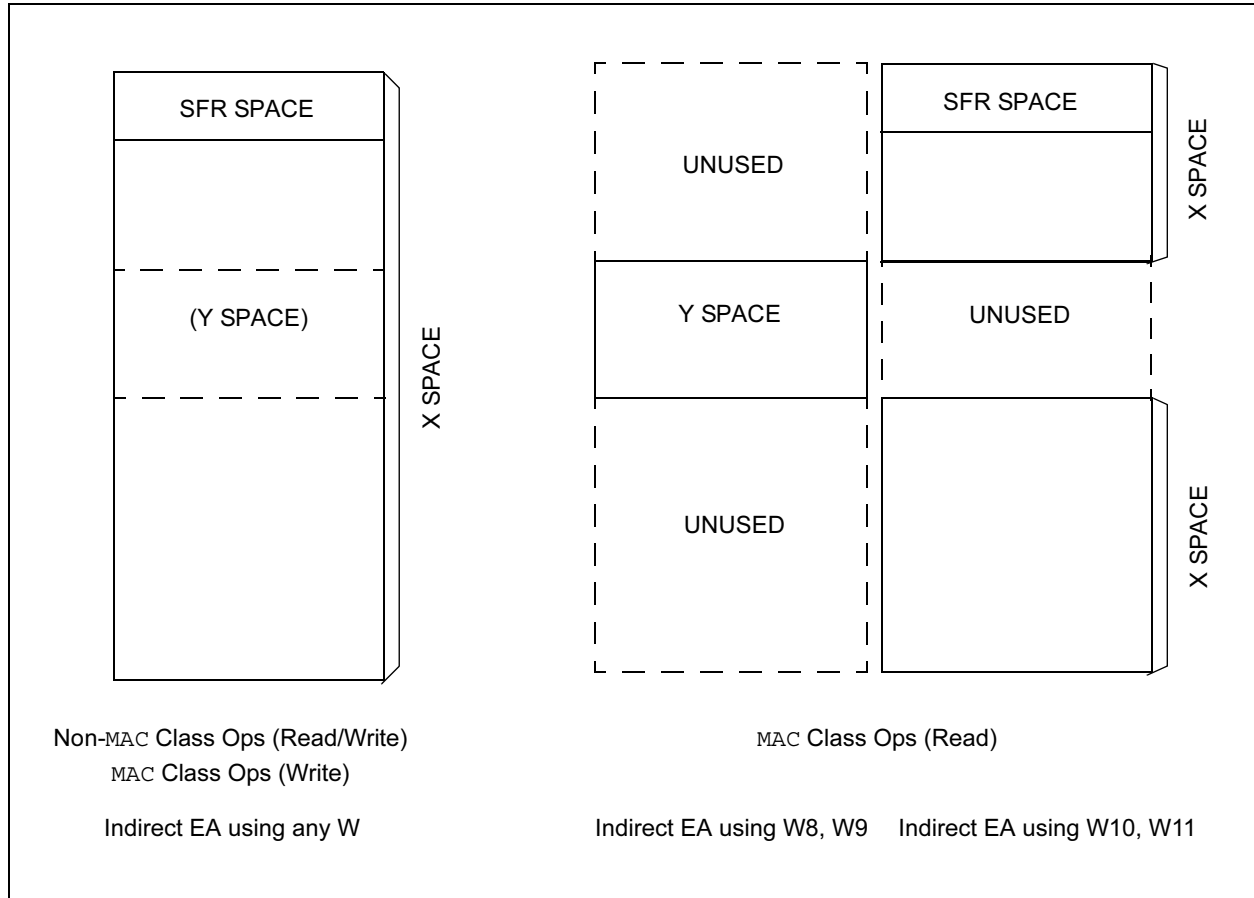 SFR SPACE
(Y SPACE)
X SPACE
Non-MAC Class Ops (Read/Write)
MAC Class Ops (Write)
Indirect EA using any W
UNUSED
Y SPACE
UNUSED
SFR SPACE
UNUSED
X SPACE
X SPACE
MAC Class Ops (Read)
Indirect EA using W8, W9
Indirect EA using W10, W11